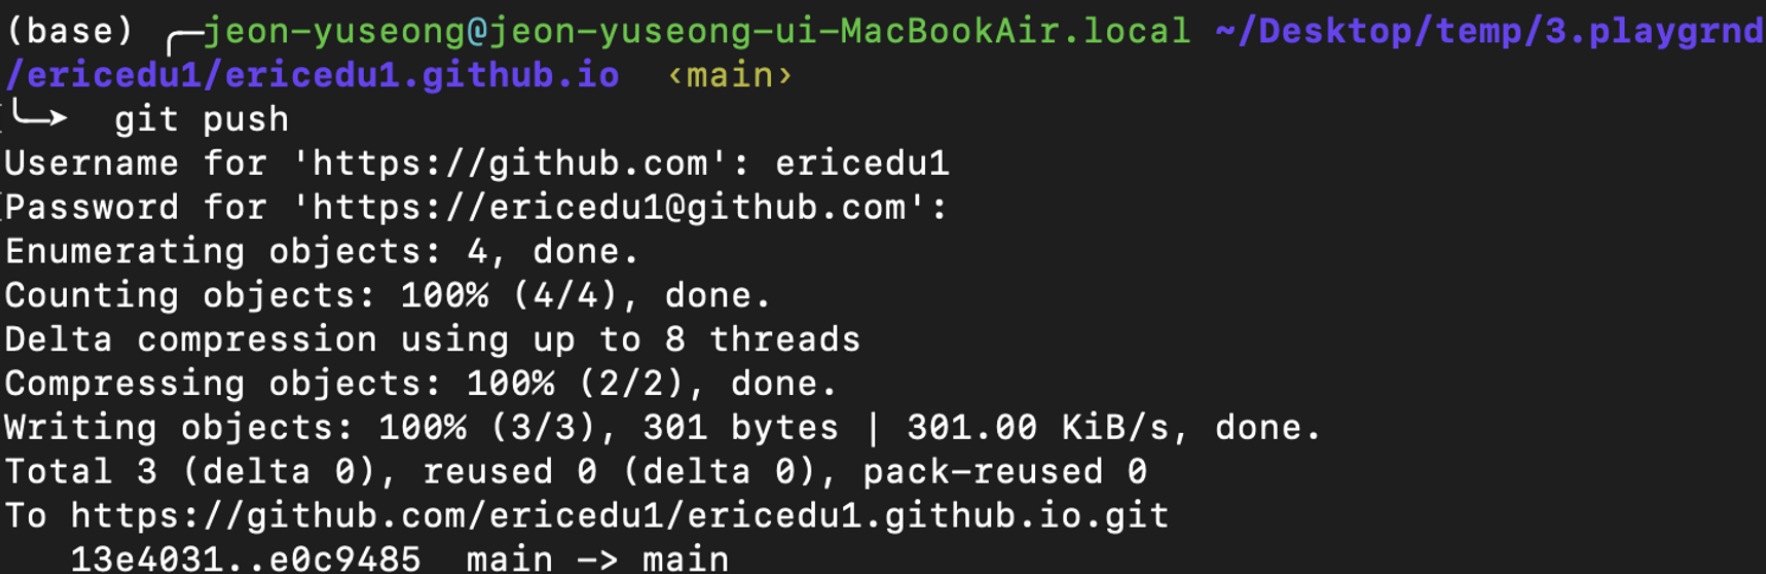 (base) ╭─jeon-yuseong@jeon-yuseong-ui-MacBookAir.local ~/Desktop/temp/3.playgrnd
/ericedu1/ericedu1.github.io  ‹main›
╰─➤  git push
Username for 'https://github.com': ericedu1
Password for 'https://ericedu1@github.com':
Enumerating objects: 4, done.
Counting objects: 100% (4/4), done.
Delta compression using up to 8 threads
Compressing objects: 100% (2/2), done.
Writing objects: 100% (3/3), 301 bytes | 301.00 KiB/s, done.
Total 3 (delta 0), reused 0 (delta 0), pack-reused 0
To https://github.com/ericedu1/ericedu1.github.io.git
   13e4031..e0c9485  main -> main